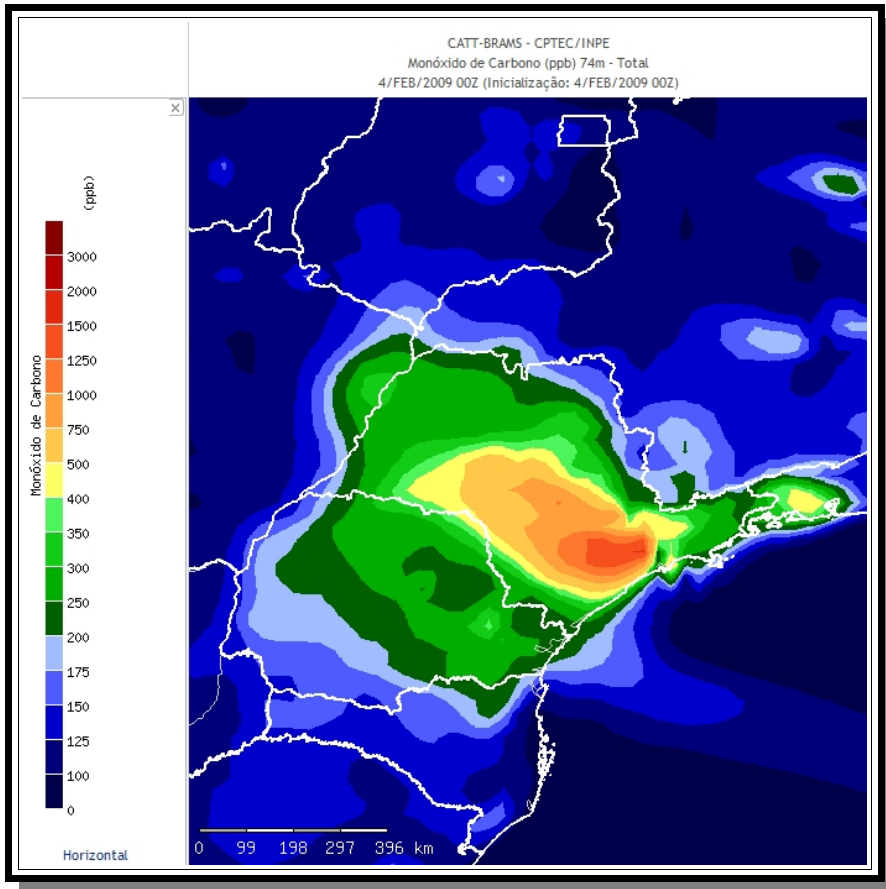 CATT-BRAMS - CPTEC/INPE
Monóxido de Carbono (ppb) 74m - Total
4/FEB/2009 00Z (Inicialização: 4/FEB/2009 00Z)
(ppb)
Monóxido de Carbono
3000
2000
1500
1250
1000
750
500
400
350
300
250
200
175
150
125
100
0
Horizontal
0 99 198 297 396 km